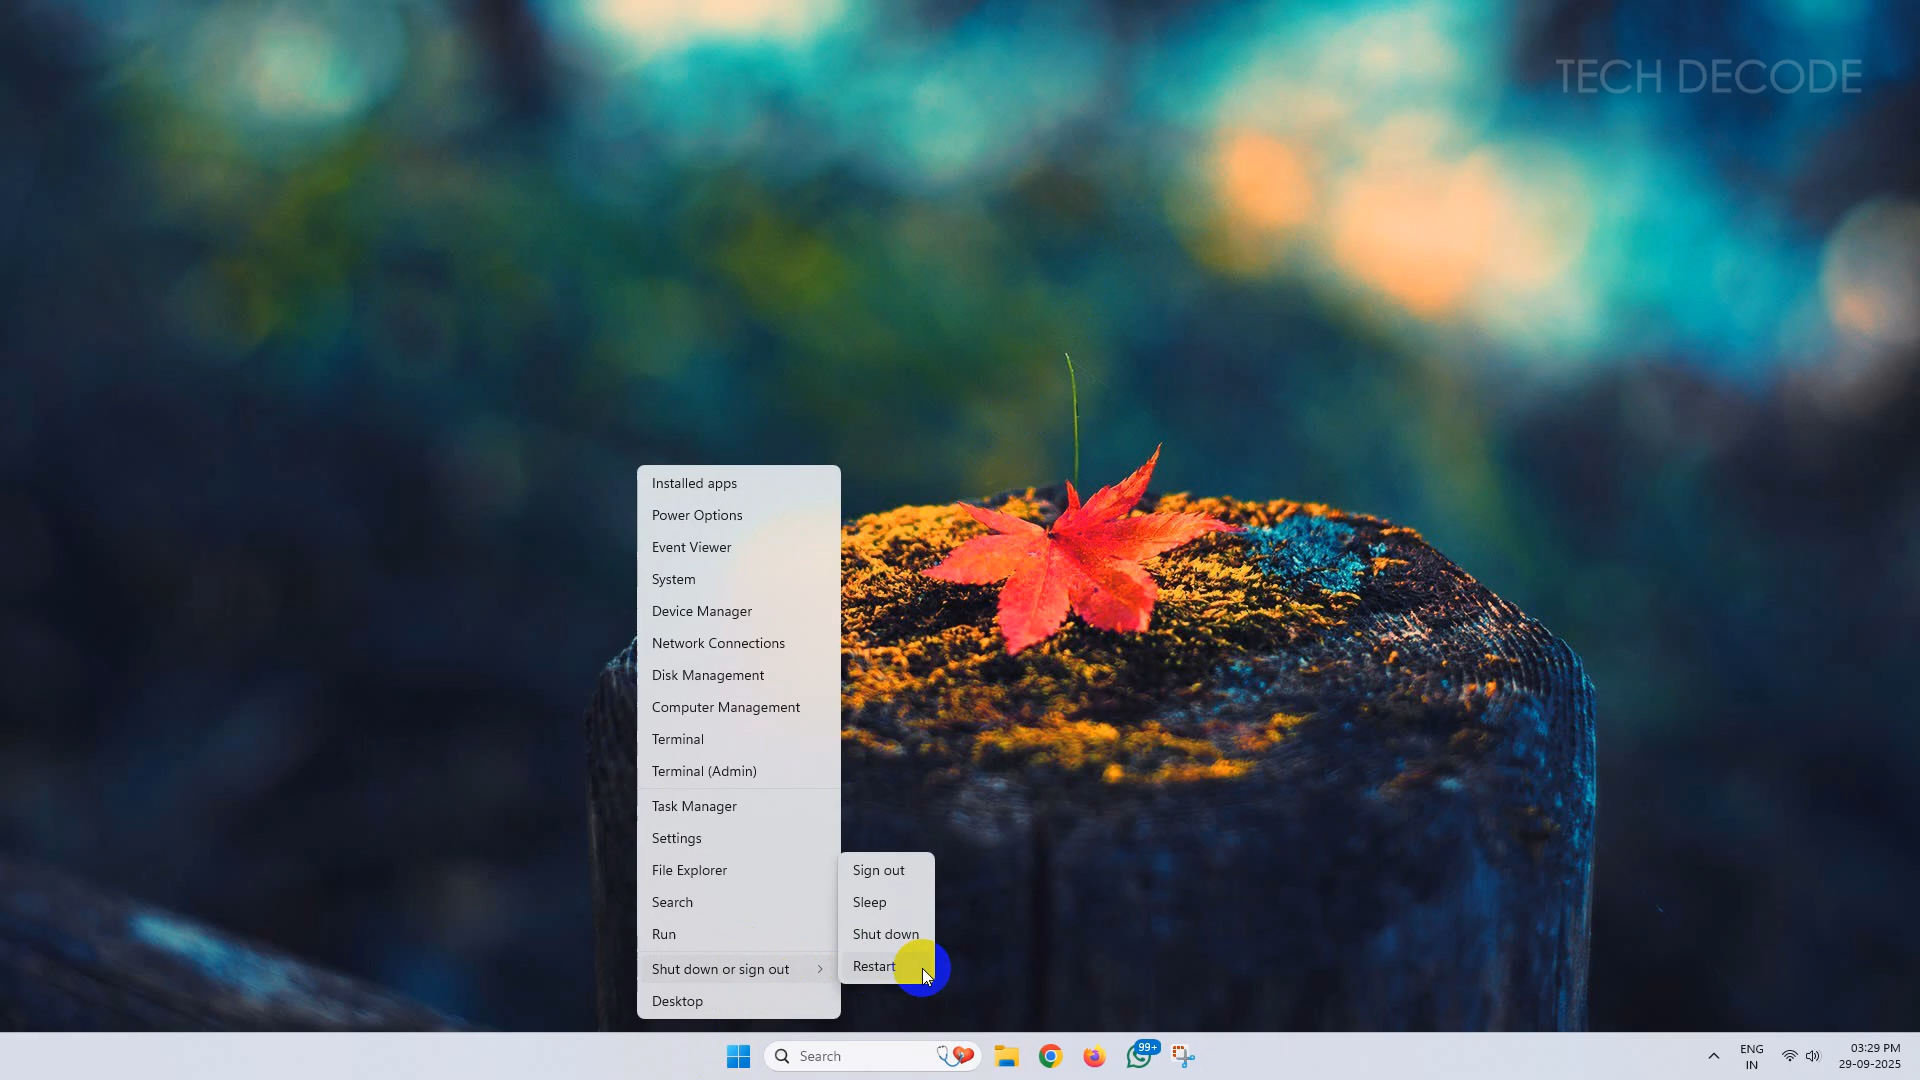 TECH DECODE
Installed apps
Power Options
Event Viewer
System
Device Manager
Network Connections
Disk Management
Computer Management
Terminal
Terminal (Admin)
Task Manager
Settings
File Explorer
Search
Run
Shut down or sign out
Desktop
Sign out
Sleep
Shut down
Restart
Search
99+
ENG
IN
03:29 PM
29-09-2025